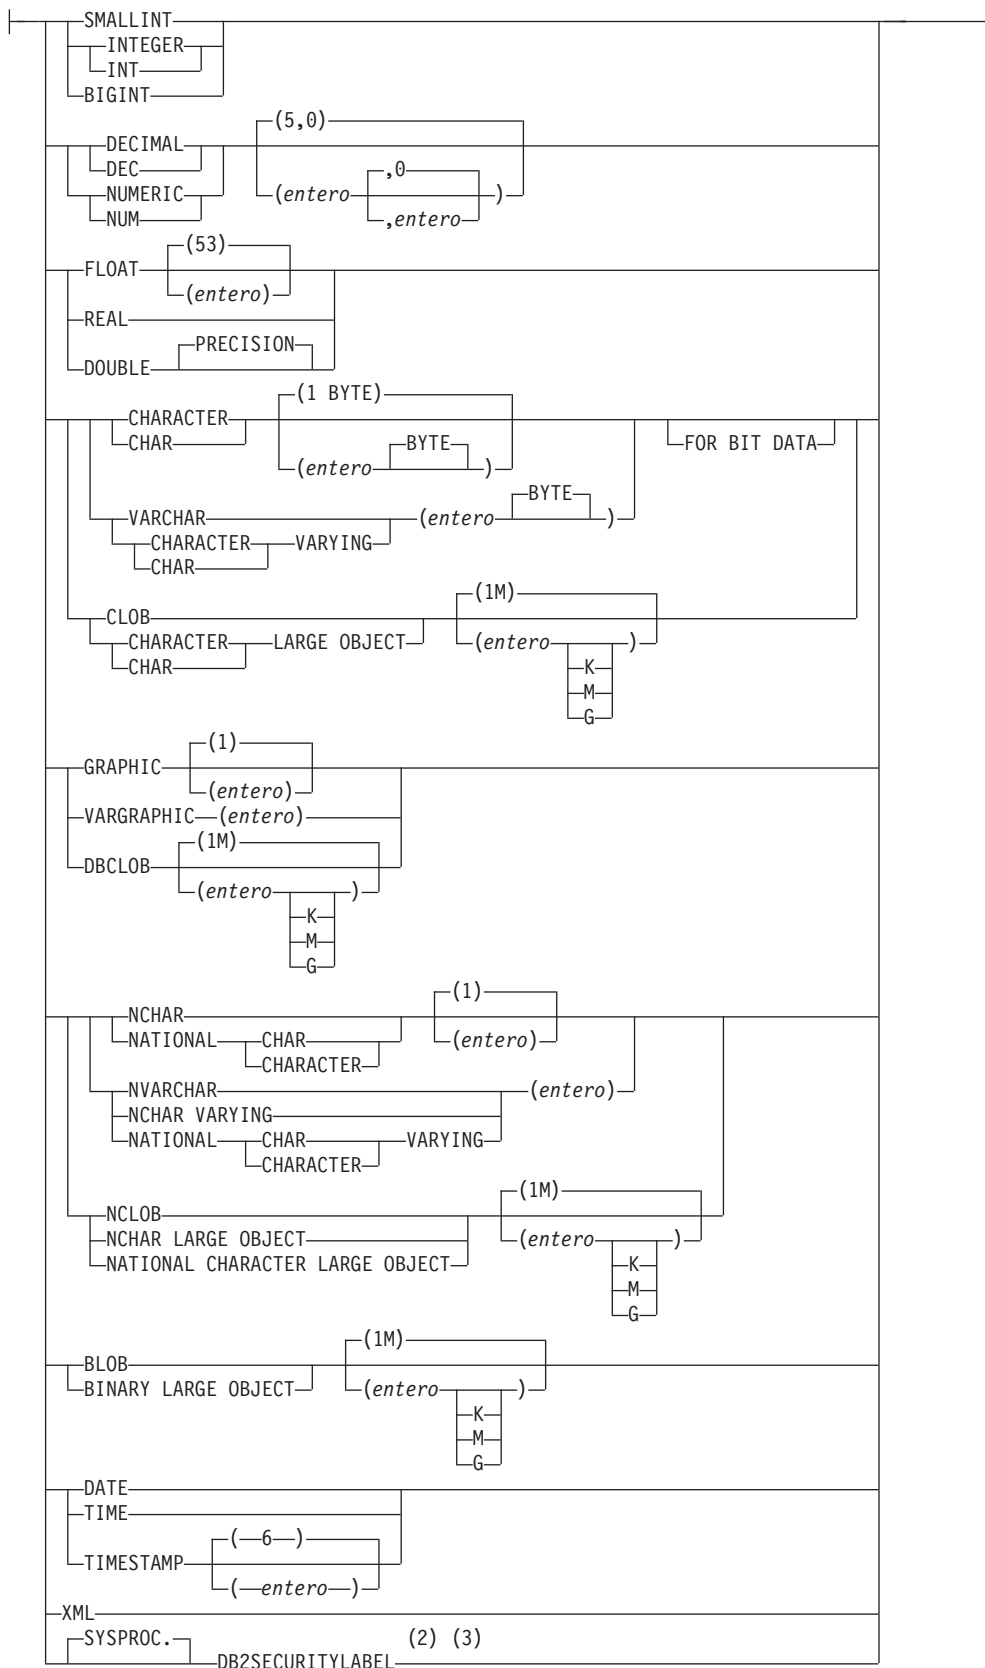 SMALLINT
INTEGER
INT
BIGINT
(5,0)
DECIMAL
DEC
,0
NUMERIC
(entero )
NUM
,entero
(53)
FLOAT
(entero)
REAL
PRECISION
DOUBLE
(1 BYTE)
CHARACTER
CHAR
BYTE
FOR BIT DATA
(entero )
BYTE
VARCHAR
(entero )
CHARACTER VARYING
CHAR
(1M)
CLOB
CHARACTER LARGE OBJECT
(entero )
CHAR
K
M
G
(1)
GRAPHIC
(entero)
VARGRAPHIC (entero)
(1M)
DBCLOB
(entero )
K
M
G
(1)
NCHAR
NATIONAL CHAR
(entero)
CHARACTER
NVARCHAR (entero)
NCHAR VARYING
NATIONAL CHAR VARYING
CHARACTER
(1M)
NCLOB
NCHAR LARGE OBJECT
(entero )
NATIONAL CHARACTER LARGE OBJECT
K
M
G
(1M)
BLOB
BINARY LARGE OBJECT
(entero )
K
M
G
DATE
TIME
( 6 )
TIMESTAMP
( entero )
XML
SYSPROC.
(2) (3)
DB2SECURITYLABEL